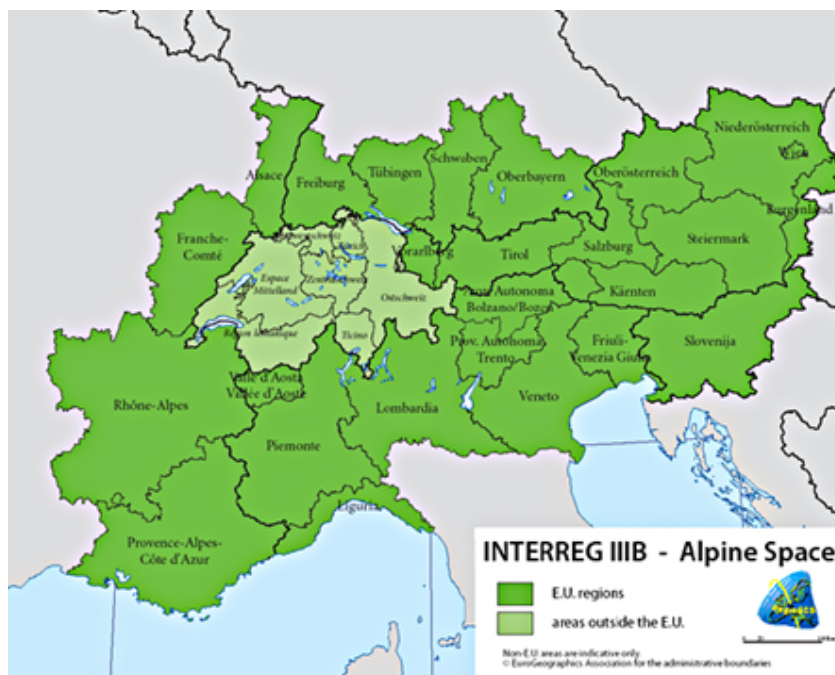 Niederösterreich
Wien
Oberösterreich
Schwaben
Tübingen
Oberbayern
Alsace
Freiburg
Burgenland
Franche-
Comté
Zürich
Vorarlberg
Tirol
Salzburg
Steiermark
Espace
Mittelland
Zentralschweiz
Ostschweiz
Prov. Autonoma
Bolzano/Bozen
Kärnten
Région lémanique
Ticino
Prov. Autonoma
Trento
Friuli-
Venezia Giulia
Slovenija
Valle d'Aosta
Vallée d'Aoste
Rhône-Alpes
Lombardia
Veneto
Piemonte
Liguria
Provence-Alpes-
Côte d'Azur
INTERREG IIIB - Alpine Space
E.U. regions
areas outside the E.U.
Non-E.U. areas are indicative only.
© EuroGeographics Association for the administrative boundaries